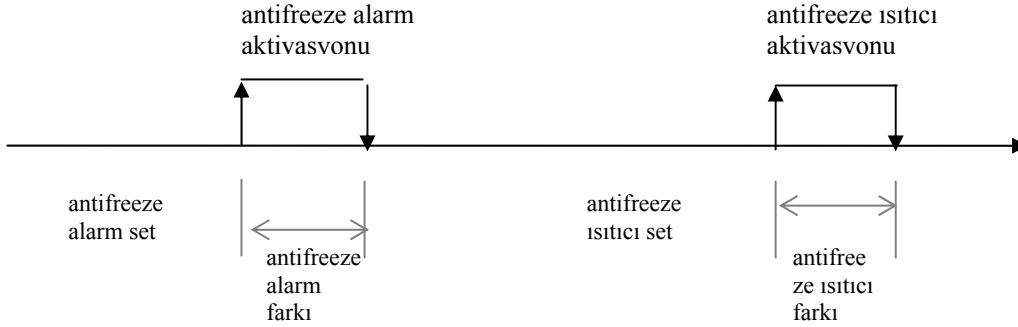 antifreeze alarm
aktivasvonu
antifreeze ısıtıcı
aktivasvonu
antifreeze
alarm set
antifreeze
alarm
farkı
antifreeze
ısıtıcı set
antifree
ze ısıtıcı
farkı